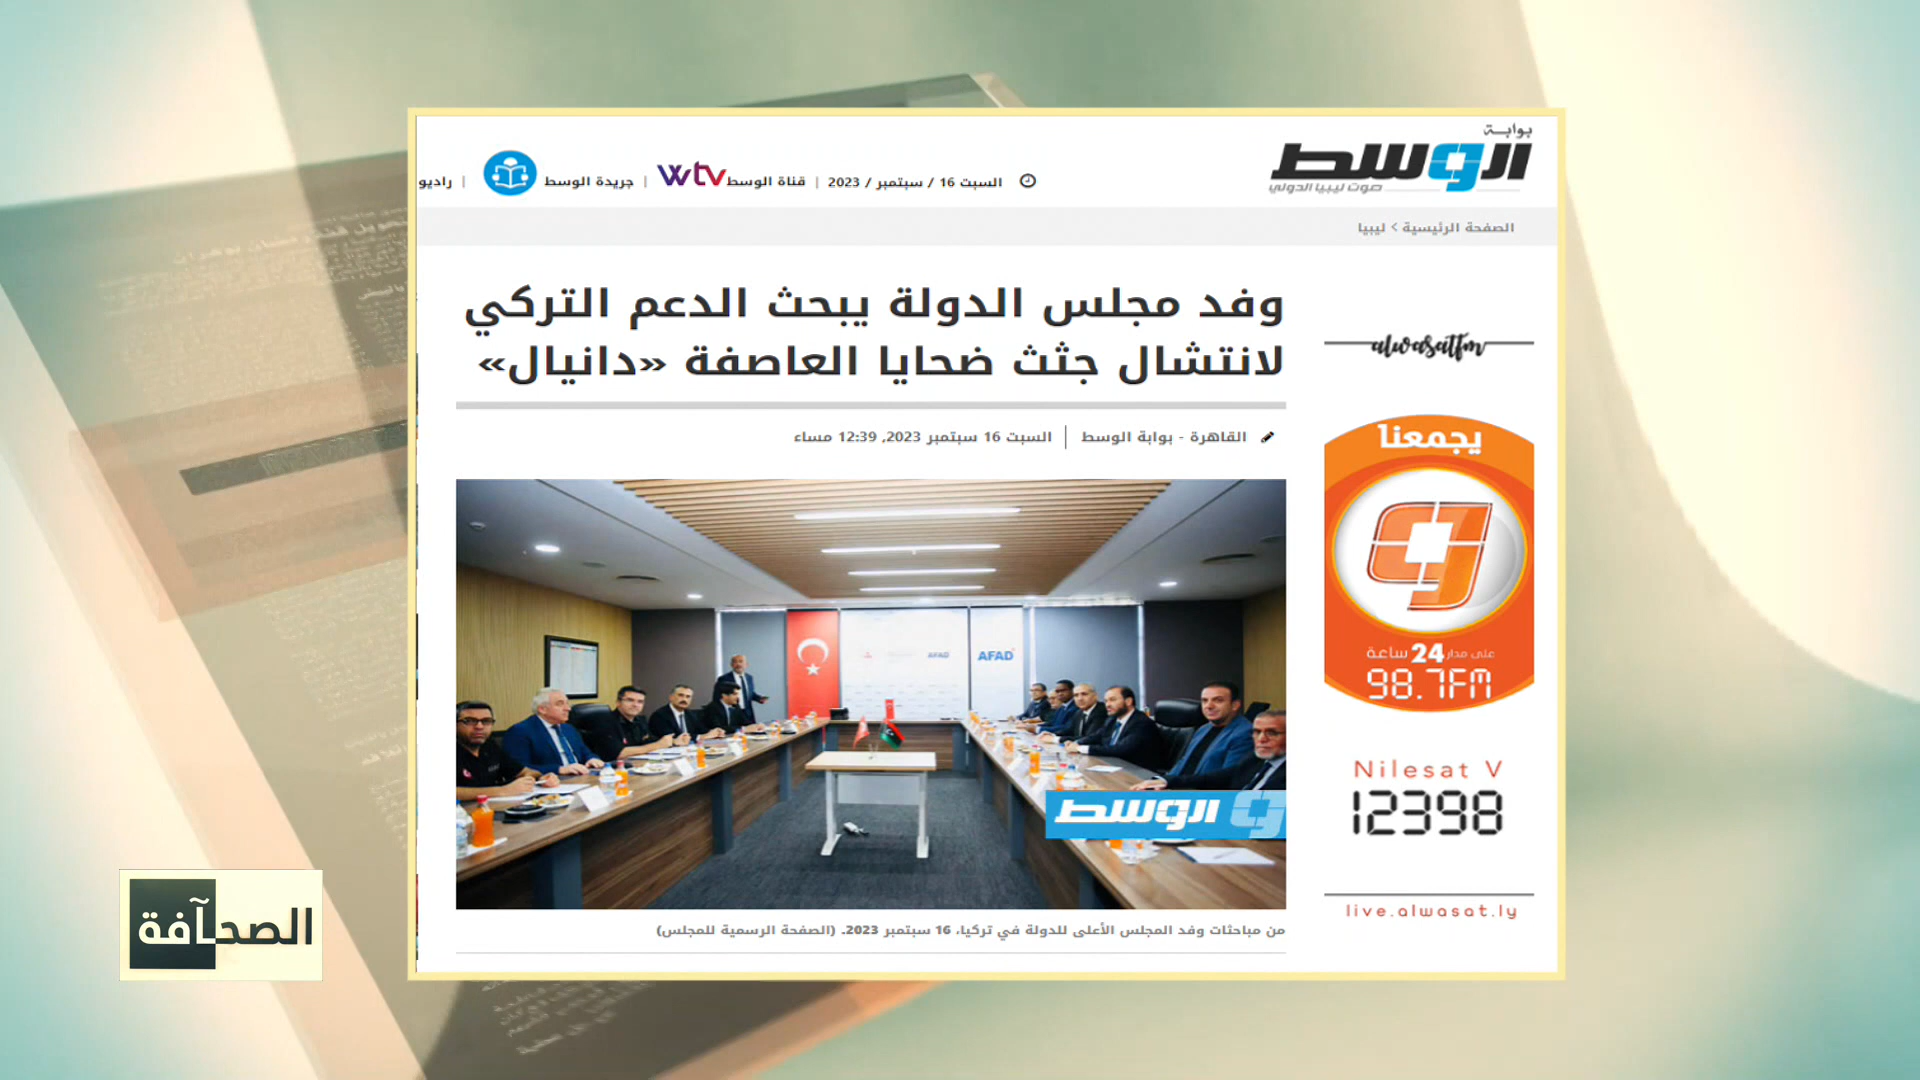 بوابة
الوسط
صوت ليبيا الدولي
السبت 16 / سبتمبر / 2023 | قناة الوسط wtv | جريدة الوسط | راديو
الصفحة الرئيسية > ليبيا
وفد مجلس الدولة يبحث الدعم التركي
لانتشال جثث ضحايا العاصفة «دانيال»
القاهرة - بوابة الوسط | السبت 16 سبتمبر 2023, 12:39 مساء
AFAD
AFAD
الوسط
من مباحثات وفد المجلس الأعلى للدولة في تركيا، 16 سبتمبر 2023. (الصفحة الرسمية للمجلس)
alwasatfm
يجمعنا
على مدار 24 ساعة
98.7FM
Nilesat V
12398
live.alwasat.ly
الصحآفة